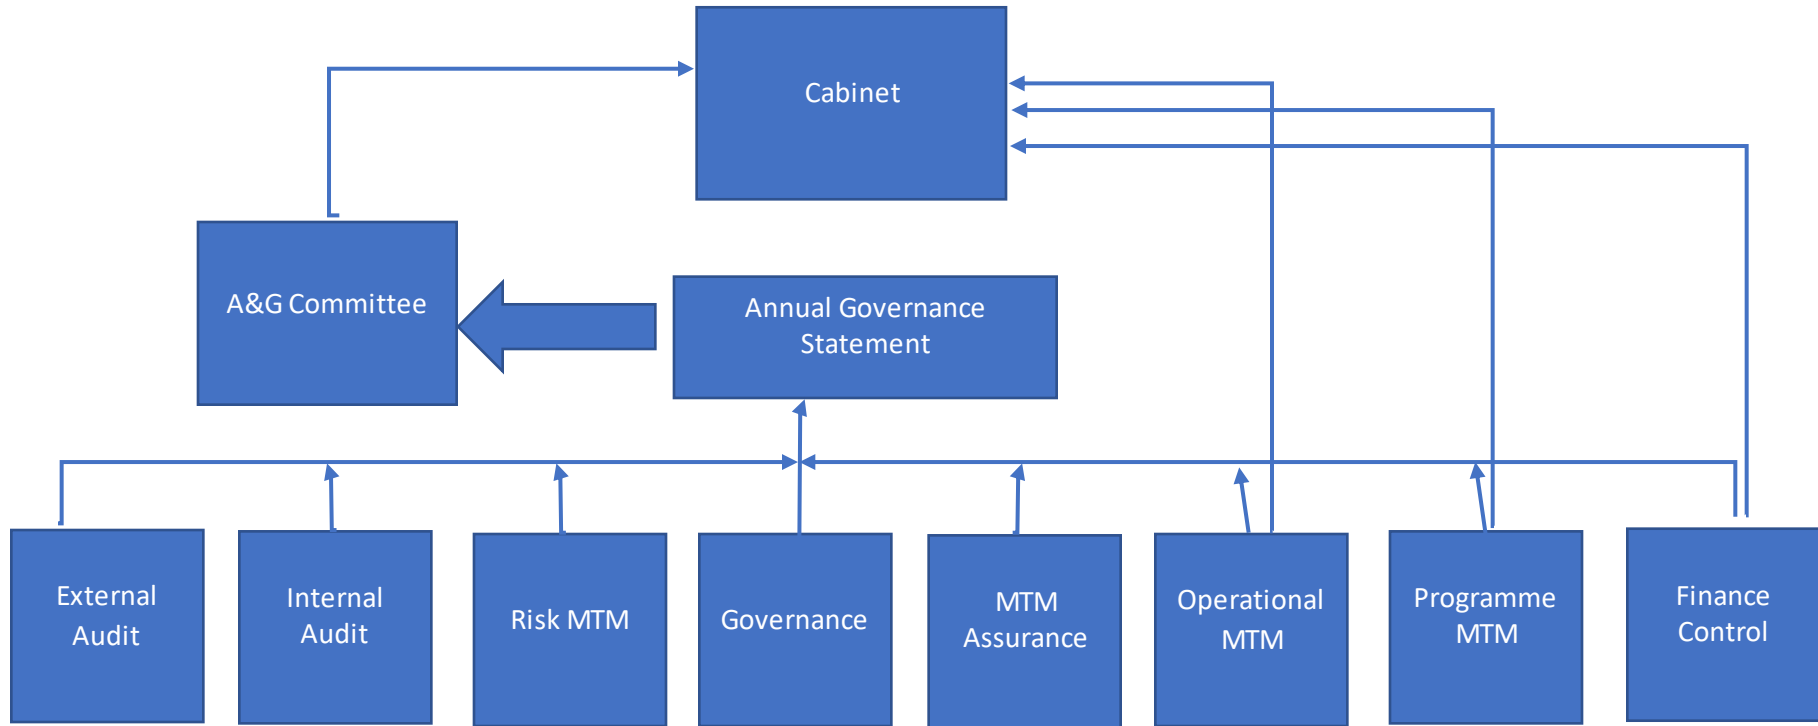 Cabinet
A&G Committee
Annual Governance
Statement
External
Audit
Internal
Audit
Risk MTM
Governance
MTM
Assurance
Operational
MTM
Programme
MTM
Finance
Control